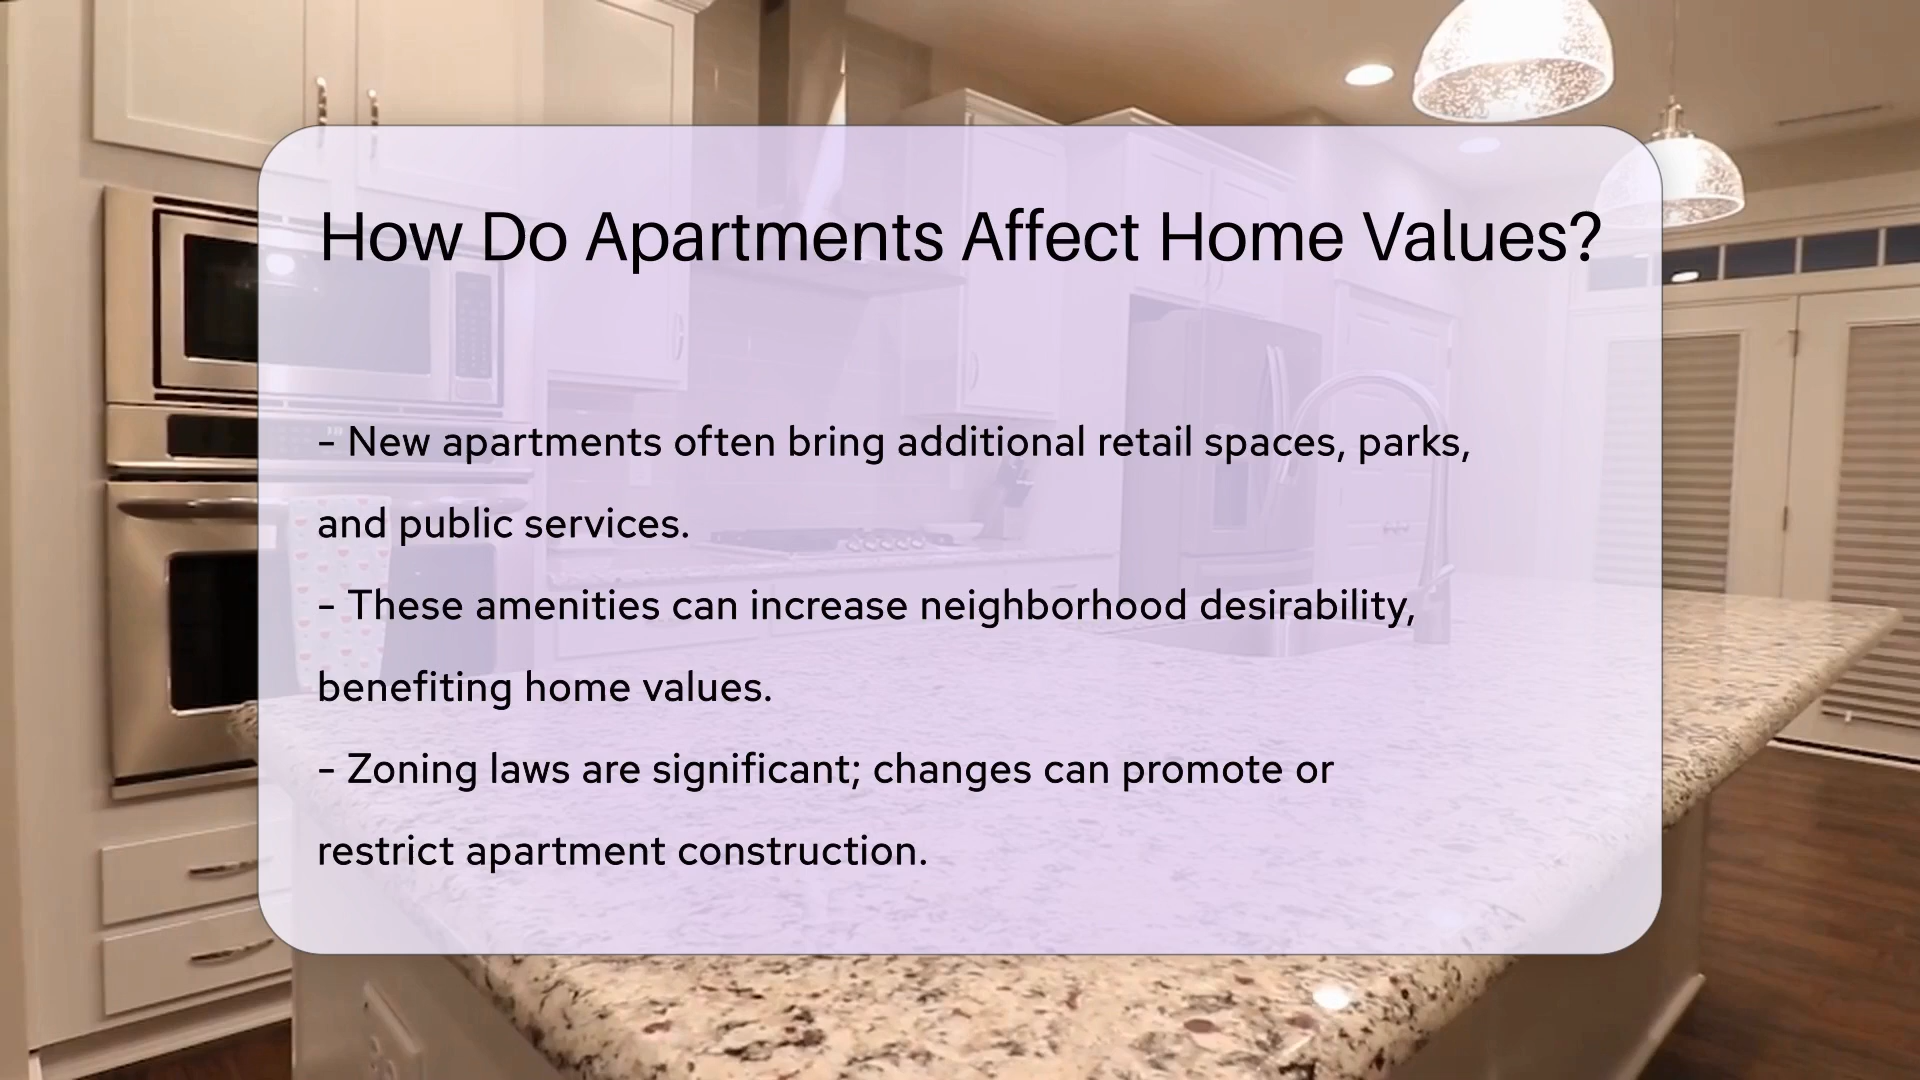 How Do Apartments Affect Home Values?
- New apartments often bring additional retail spaces, parks,
and public services.
- These amenities can increase neighborhood desirability,
benefiting home values.
- Zoning laws are significant; changes can promote or
restrict apartment construction.